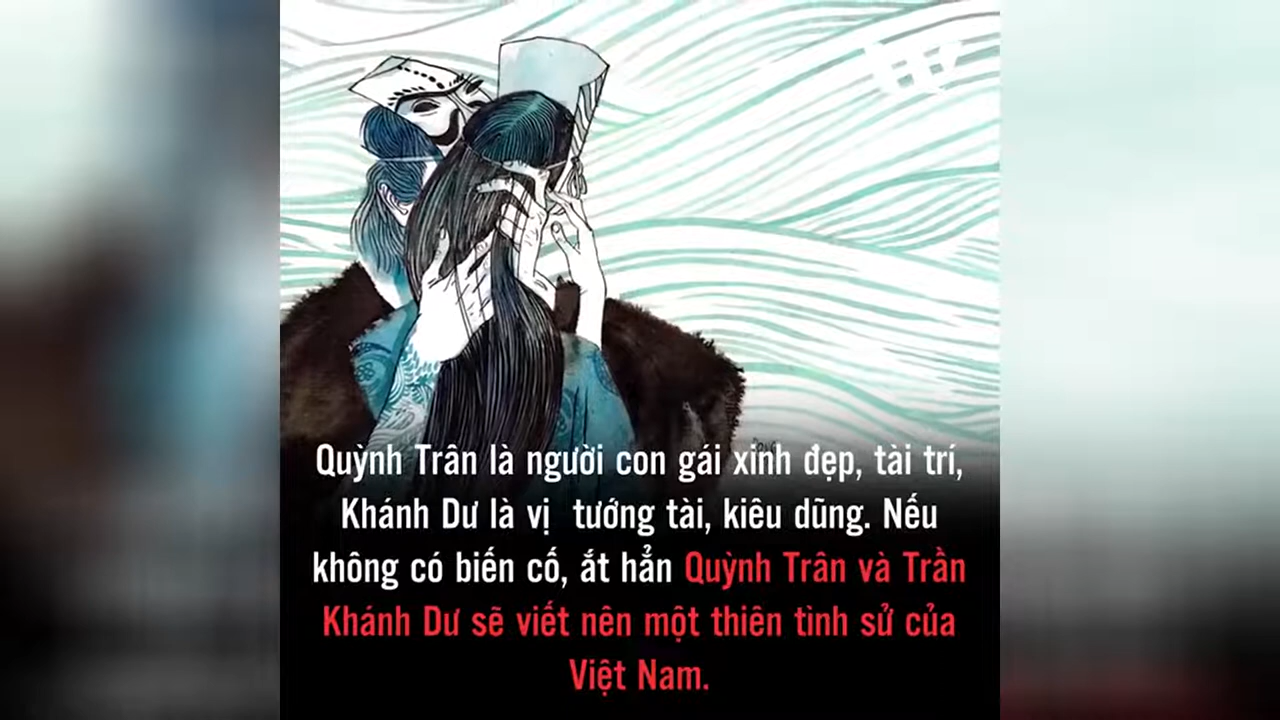 Quỳnh Trân là người con gái xinh đẹp, tài trí,
Khánh Dư là vị  tướng tài, kiêu dũng. Nếu
không có biến cố, ắt hẳn Quỳnh Trân và Trần
Khánh Dư sẽ viết nên một thiên tình sử của
Việt Nam.